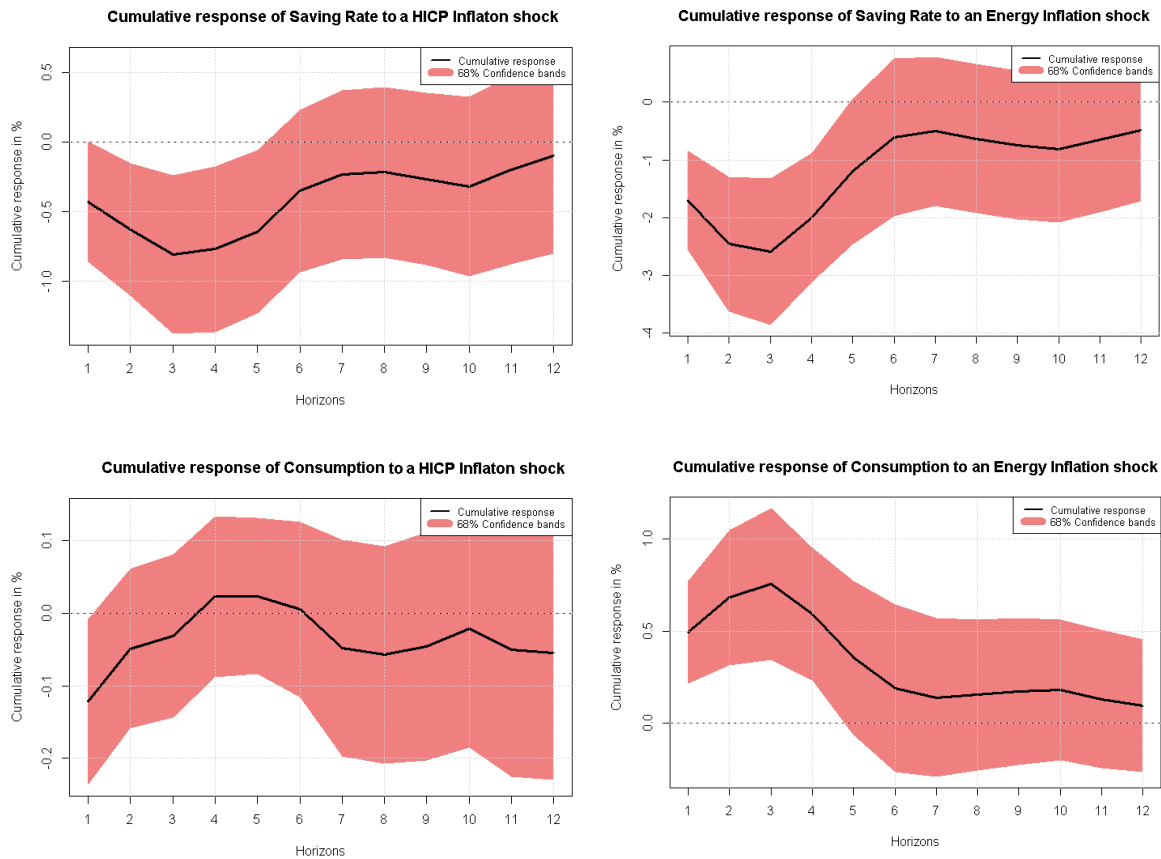 Cumulative response of Saving Rate to a HICP Inflaton shock
Cumulative response in %
0.5
0.0
-0.5
-1.0
Cumulative response
68% Confidence bands
1 2 3 4 5 6 7 8 9 10 11 12
Horizons
Cumulative response of Saving Rate to an Energy Inflation shock
Cumulative response in %
0
-1
-2
-3
-4
Cumulative response
68% Confidence bands
1 2 3 4 5 6 7 8 9 10 11 12
Horizons
Cumulative response of Consumption to a HICP Inflaton shock
Cumulative response in %
0.1
0.0
-0.1
-0.2
Cumulative response
68% Confidence bands
1 2 3 4 5 6 7 8 9 10 11 12
Horizons
Cumulative response of Consumption to an Energy Inflation shock
Cumulative response in %
1.0
0.5
0.0
Cumulative response
68% Confidence bands
1 2 3 4 5 6 7 8 9 10 11 12
Horizons